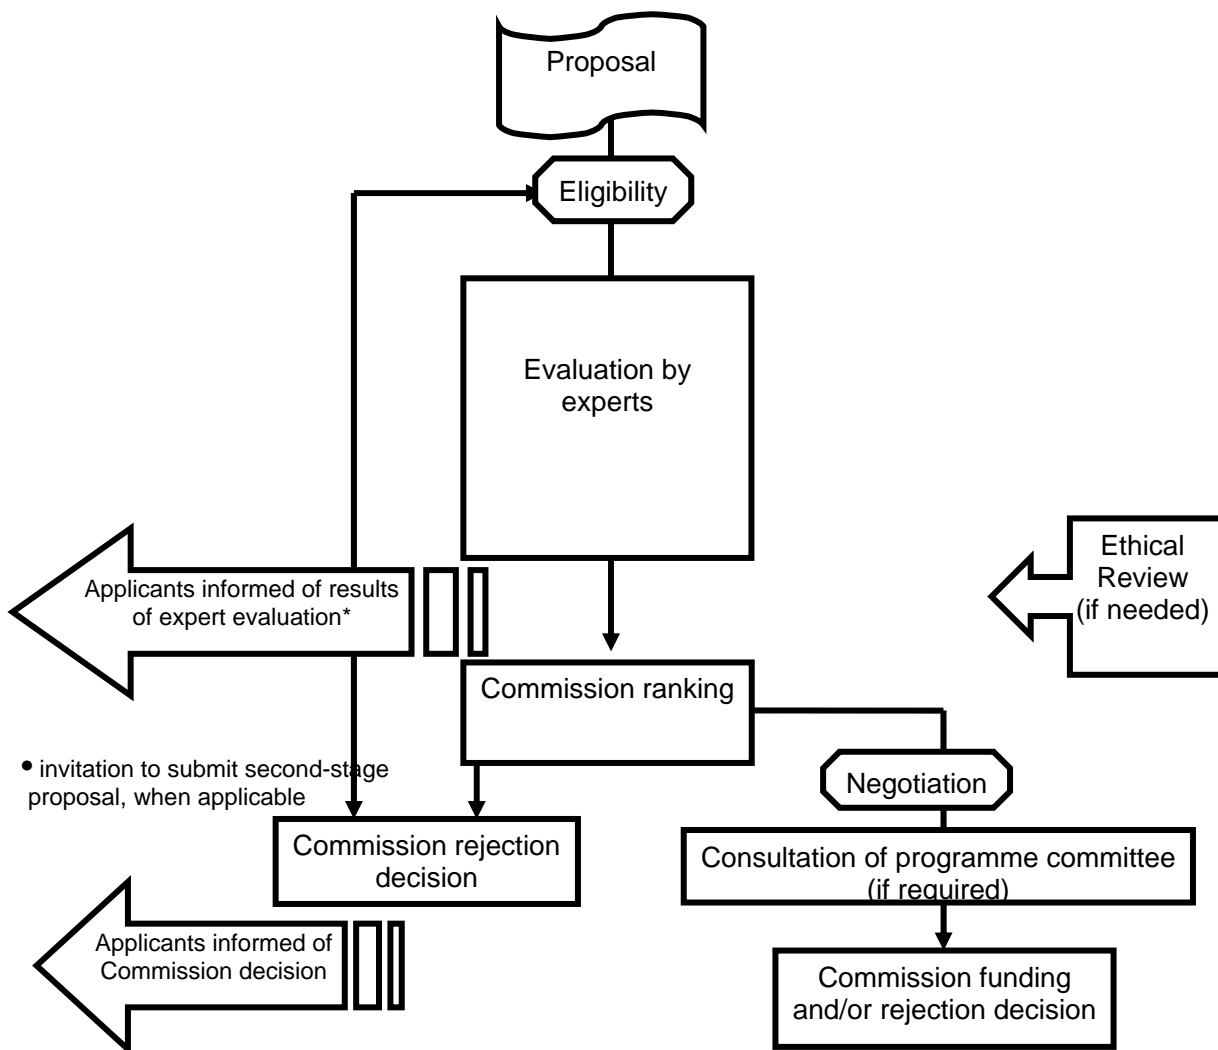 Proposal
Eligibility
Evaluation by
experts
Ethical
Review
(if needed)
Applicants informed of results
of expert evaluation*
Commission ranking
• invitation to submit second-stage
proposal, when applicable
Negotiation
Commission rejection
decision
Consultation of programme committee
(if required)
Applicants informed of
Commission decision
Commission funding
and/or rejection decision